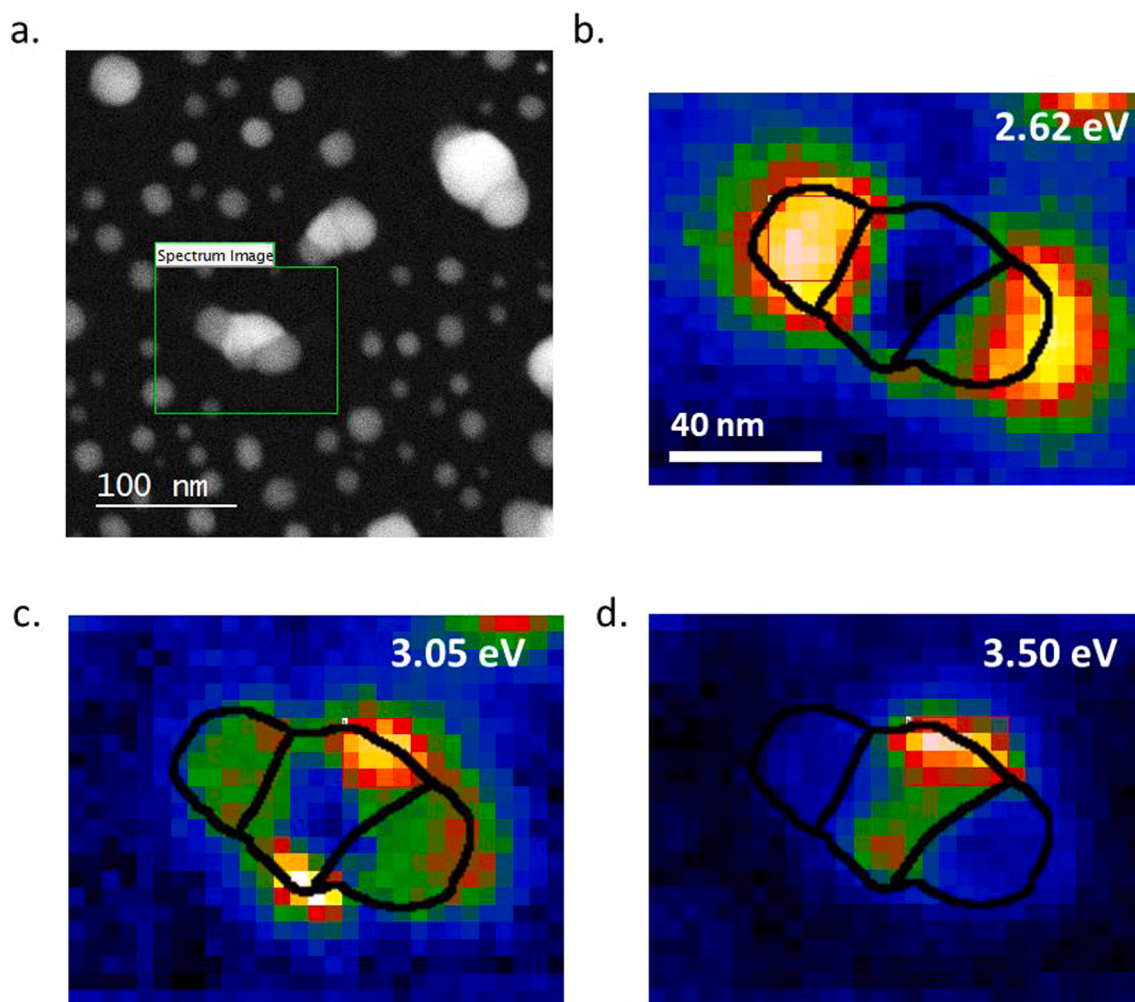 a.
Spectrum Image
100 nm
b.
2.62 eV
40 nm
c.
3.05 eV
d.
3.50 eV